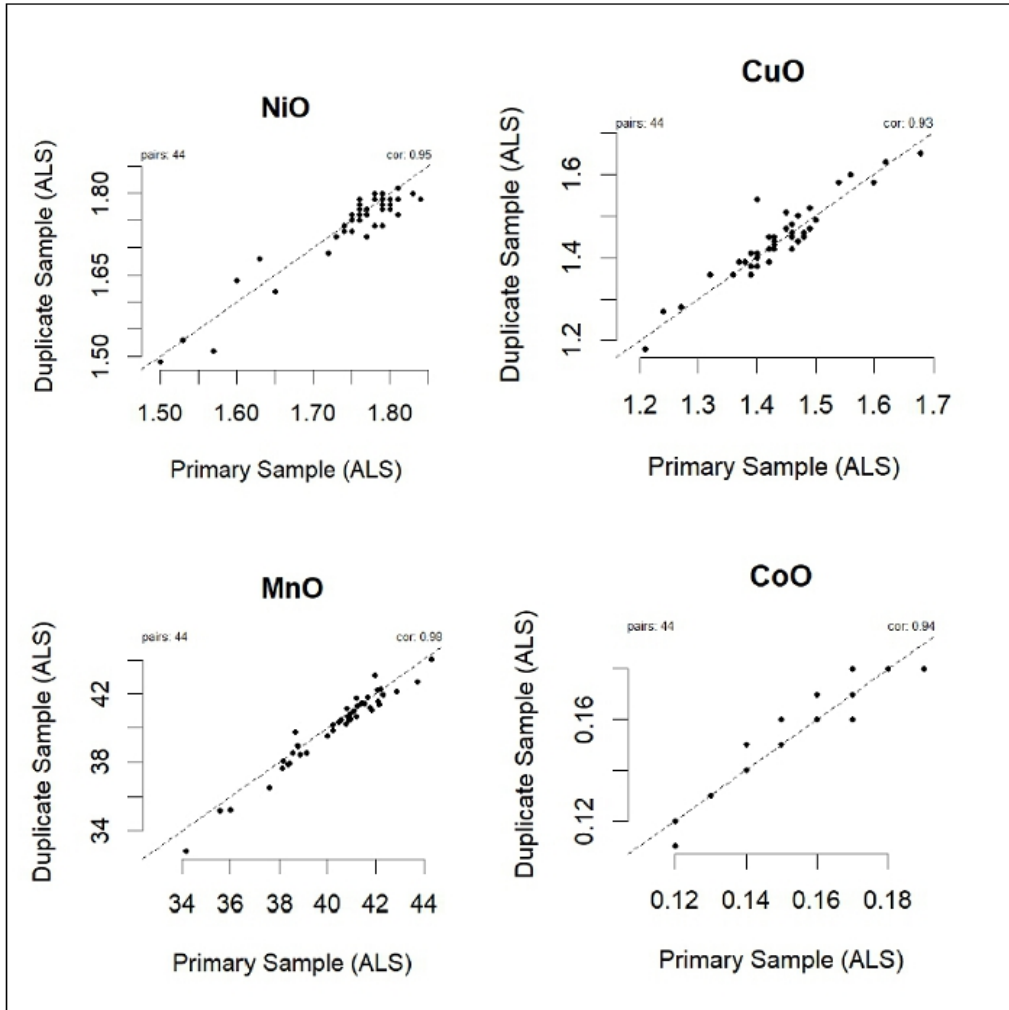 NiO
pairs: 44 cor: 0.95
Duplicate Sample (ALS)
1.80
1.65
1.50
1.50 1.60 1.70 1.80
Primary Sample (ALS)
CuO
pairs: 44 cor: 0.93
Duplicate Sample (ALS)
1.6
1.4
1.2
1.2 1.3 1.4 1.5 1.6 1.7
Primary Sample (ALS)
MnO
pairs: 44 cor: 0.99
Duplicate Sample (ALS)
42
38
34
34 36 38 40 42 44
Primary Sample (ALS)
CoO
pairs: 44 cor: 0.94
Duplicate Sample (ALS)
0.16
0.12
0.12 0.14 0.16 0.18
Primary Sample (ALS)